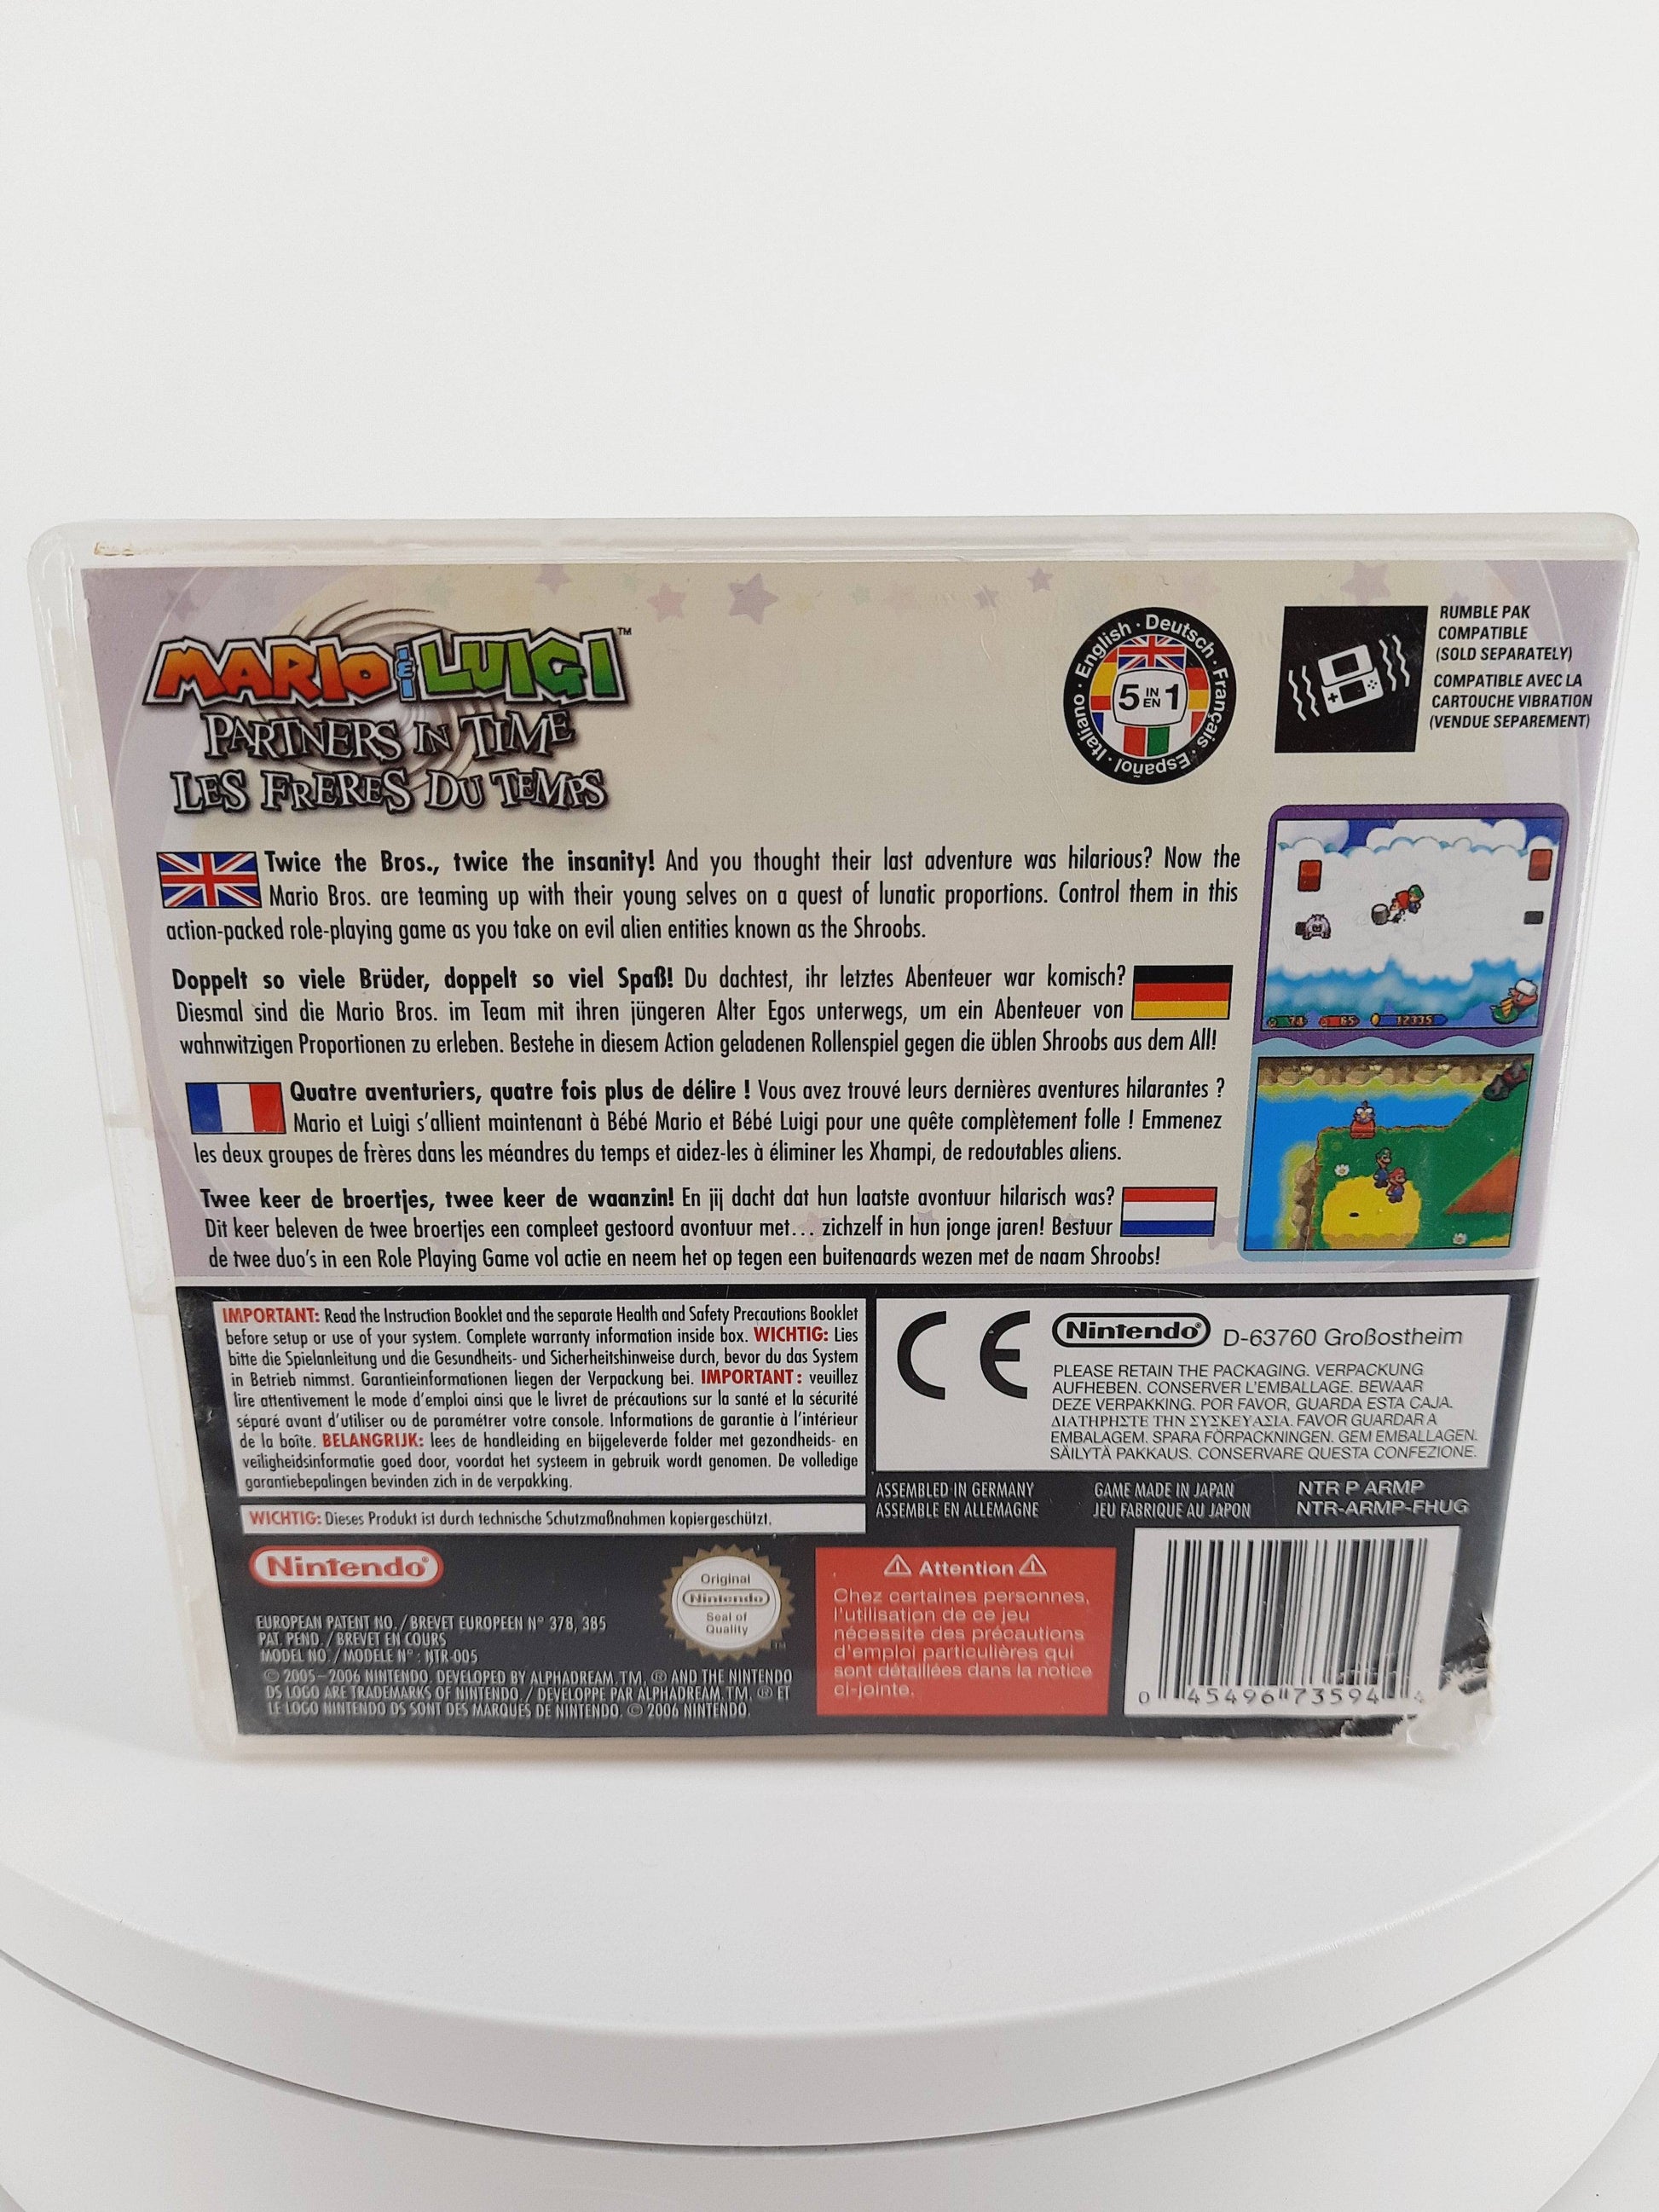 MARIO & LUIGI™
PARTNERS IN TIME
LES FRERES DU TEMPS
English · Deutsch · Français · Español · Italiano ·
5 IN EN 1
RUMBLE PAK
COMPATIBLE
(SOLD SEPARATELY)
COMPATIBLE AVEC LA
CARTOUCHE VIBRATION
(VENDUE SEPAREMENT)
Twice the Bros., twice the insanity! And you thought their last adventure was hilarious? Now the
Mario Bros. are teaming up with their young selves on a quest of lunatic proportions. Control them in this
action-packed role-playing game as you take on evil alien entities known as the Shroobs.
Doppelt so viele Brüder, doppelt so viel Spaß! Du dachtest, ihr letztes Abenteuer war komisch?
Diesmal sind die Mario Bros. im Team mit ihren jüngeren Alter Egos unterwegs, um ein Abenteuer von
wahnwitzigen Proportionen zu erleben. Bestehe in diesem Action geladenen Rollenspiel gegen die üblen Shroobs aus dem All!
Quatre aventuriers, quatre fois plus de délire ! Vous avez trouvé leurs dernières aventures hilarantes ?
Mario et Luigi s'allient maintenant à Bébé Mario et Bébé Luigi pour une quête complètement folle ! Emmenez
les deux groupes de frères dans les méandres du temps et aidez-les à éliminer les Xhampi, de redoutables aliens.
Twee keer de broertjes, twee keer de waanzin! En jij dacht dat hun laatste avontuur hilarisch was?
Dit keer beleven de twee broertjes een compleet gestoord avontuur met... zichzelf in hun jonge jaren! Bestuur
de twee duo's in een Role Playing Game vol actie en neem het op tegen een buitenaards wezen met de naam Shroobs!
74 65 12335
IMPORTANT: Read the Instruction Booklet and the separate Health and Safety Precautions Booklet
before setup or use of your system. Complete warranty information inside box. WICHTIG: Lies
bitte die Spielanleitung und die Gesundheits- und Sicherheitshinweise durch, bevor du das System
in Betrieb nimmst. Garantieinformationen liegen der Verpackung bei. IMPORTANT : veuillez
lire attentivement le mode d'emploi ainsi que le livret de précautions sur la santé et la sécurité
séparé avant d'utiliser ou de paramétrer votre console. Informations de garantie à l'intérieur
de la boîte. BELANGRIJK: lees de handleiding en bijgeleverde folder met gezondheids- en
veiligheidsinformatie goed door, voordat het systeem in gebruik wordt genomen. De volledige
garantiebepalingen bevinden zich in de verpakking.
WICHTIG: Dieses Produkt ist durch technische Schutzmaßnahmen kopiergeschützt.
CE
Nintendo® D-63760 Großostheim
PLEASE RETAIN THE PACKAGING. VERPACKUNG
AUFHEBEN. CONSERVER L'EMBALLAGE. BEWAAR
DEZE VERPAKKING. POR FAVOR, GUARDA ESTA CAJA.
ΔΙΑΤΗΡΗΣΤΕ ΤΗΝ ΣΥΣΚΕΥΑΣΙΑ. FAVOR GUARDAR A
EMBALAGEM. SPARA FÖRPACKNINGEN. GEM EMBALLAGEN.
SÄILYTÄ PAKKAUS. CONSERVARE QUESTA CONFEZIONE.
ASSEMBLED IN GERMANY
ASSEMBLE EN ALLEMAGNE
GAME MADE IN JAPAN
JEU FABRIQUE AU JAPON
NTR P ARMP
NTR-ARMP-FHUG
Nintendo®
EUROPEAN PATENT NO. / BREVET EUROPEEN N° 378, 385
PAT. PEND. / BREVET EN COURS
MODEL NO. / MODELE N° : NTR-005
© 2005–2006 NINTENDO. DEVELOPED BY ALPHADREAM. TM, ® AND THE NINTENDO
DS LOGO ARE TRADEMARKS OF NINTENDO. / DEVELOPPE PAR ALPHADREAM. TM, ® ET
LE LOGO NINTENDO DS SONT DES MARQUES DE NINTENDO. © 2006 NINTENDO.
Original
Nintendo
Seal of
Quality
TM
Attention
Chez certaines personnes,
l'utilisation de ce jeu
nécessite des précautions
d'emploi particulières qui
sont détaillées dans la notice
ci-jointe.
0 45496 73594 4